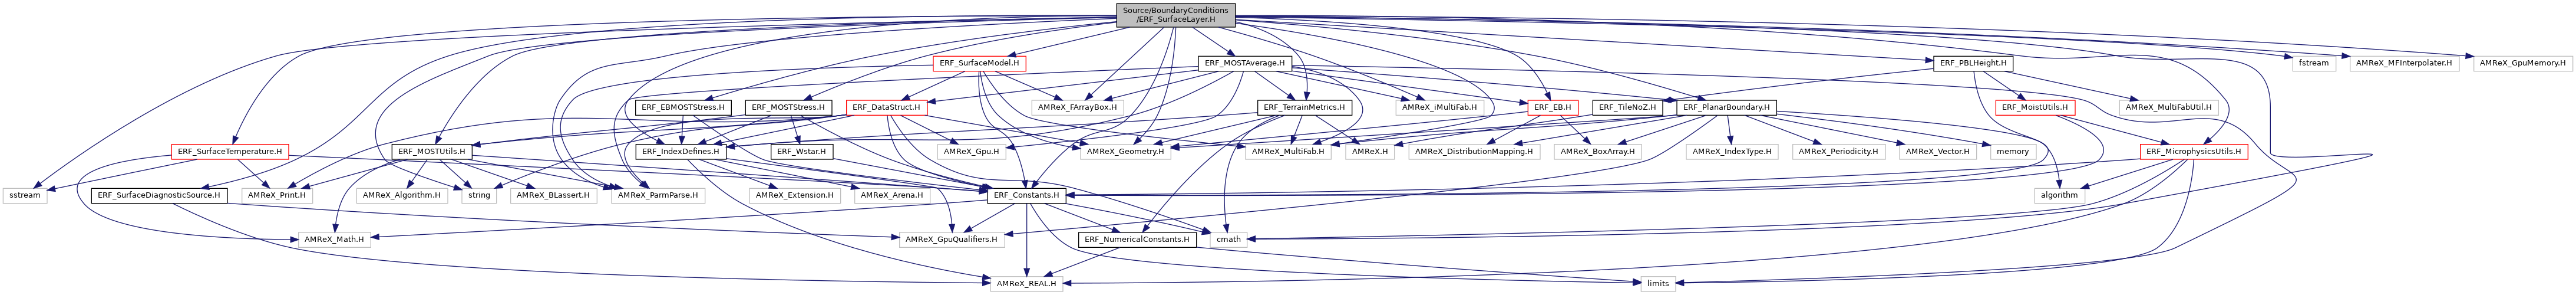 Source/BoundaryConditions
/ERF_SurfaceLayer.H
ERF_SurfaceModel.H
ERF_MOSTAverage.H
ERF_PBLHeight.H
fstream
AMReX_MFInterpolater.H
AMReX_GpuMemory.H
ERF_EBMOSTStress.H
ERF_MOSTStress.H
ERF_DataStruct.H
AMReX_FArrayBox.H
ERF_TerrainMetrics.H
AMReX_iMultiFab.H
ERF_EB.H
ERF_TileNoZ.H
ERF_PlanarBoundary.H
ERF_MoistUtils.H
AMReX_MultiFabUtil.H
ERF_SurfaceTemperature.H
ERF_MOSTUtils.H
ERF_IndexDefines.H
ERF_Wstar.H
AMReX_Gpu.H
AMReX_Geometry.H
AMReX_MultiFab.H
AMReX.H
AMReX_DistributionMapping.H
AMReX_BoxArray.H
AMReX_IndexType.H
AMReX_Periodicity.H
AMReX_Vector.H
memory
ERF_MicrophysicsUtils.H
sstream
ERF_SurfaceDiagnosticSource.H
AMReX_Print.H
AMReX_Algorithm.H
string
AMReX_BLassert.H
AMReX_ParmParse.H
AMReX_Extension.H
AMReX_Arena.H
ERF_Constants.H
algorithm
AMReX_Math.H
AMReX_GpuQualifiers.H
ERF_NumericalConstants.H
cmath
AMReX_REAL.H
limits